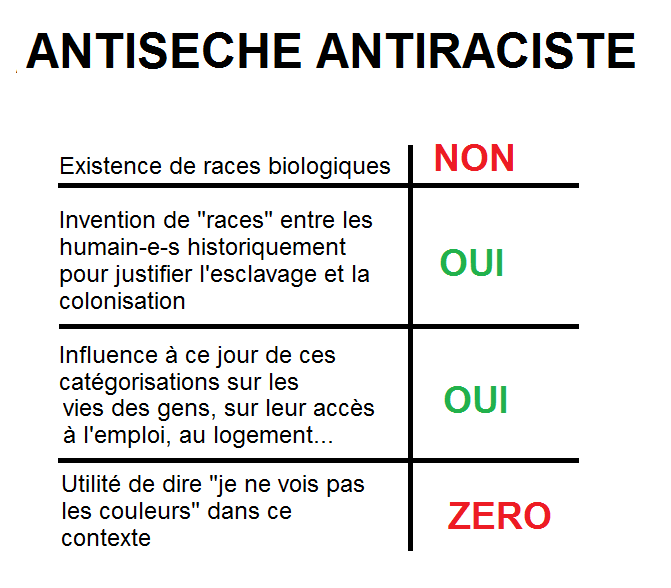 ANTISECHE ANTIRACISTE
Existence de races biologiques NON
Invention de "races" entre les
humain-e-s historiquement
pour justifier l'esclavage et la
colonisation
OUI
Influence à ce jour de ces
catégorisations sur les
vies des gens, sur leur accès
à l'emploi, au logement...
OUI
Utilité de dire "je ne vois pas
les couleurs" dans ce
contexte
ZERO